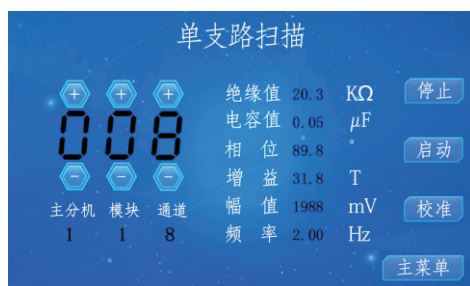 单支路扫描
+ + +
008
- - -
主分机 模块 通道
1 1 8
绝缘值 20.3 KΩ
电容值 0.05 μF
相位 89.8 °
增益 31.8 T
幅值 1988 mV
频率 2.00 Hz
停止
启动
校准
主菜单